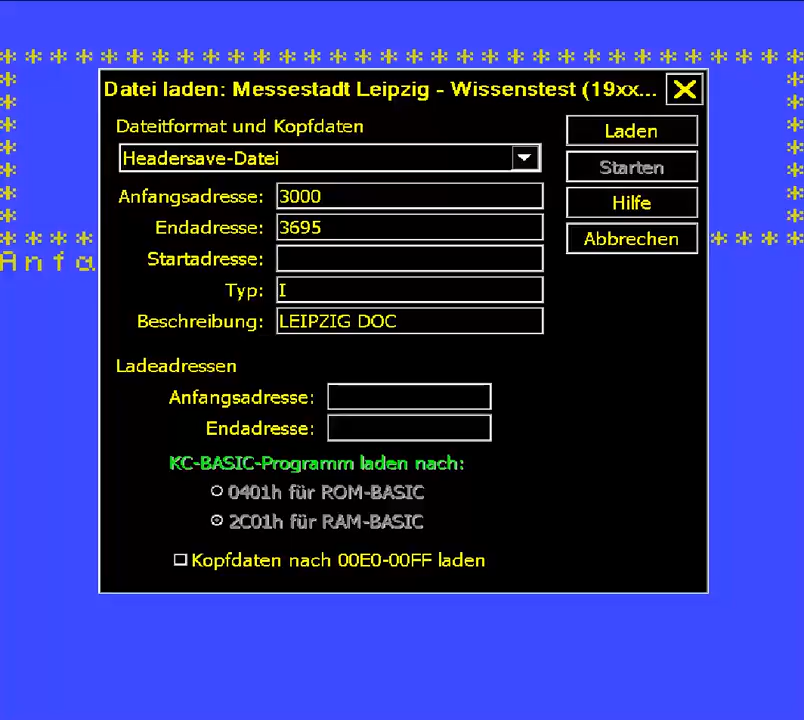 * * * * * * * * * * * * * * * * * * * * * * * * * * * * * * * *
Datei laden: Messestadt Leipzig - Wissenstest (19xx...
Dateitformat und Kopfdaten
Headersave-Datei
Laden
Starten
Anfangsadresse: 3000
Hilfe
Endadresse: 3695
Abbrechen
Startadresse:
Anfa
Typ: I
Beschreibung: LEIPZIG DOC
Ladeadressen
Anfangsadresse:
Endadresse:
KC-BASIC-Programm laden nach:
0401h für ROM-BASIC
2C01h für RAM-BASIC
Kopfdaten nach 00E0-00FF laden